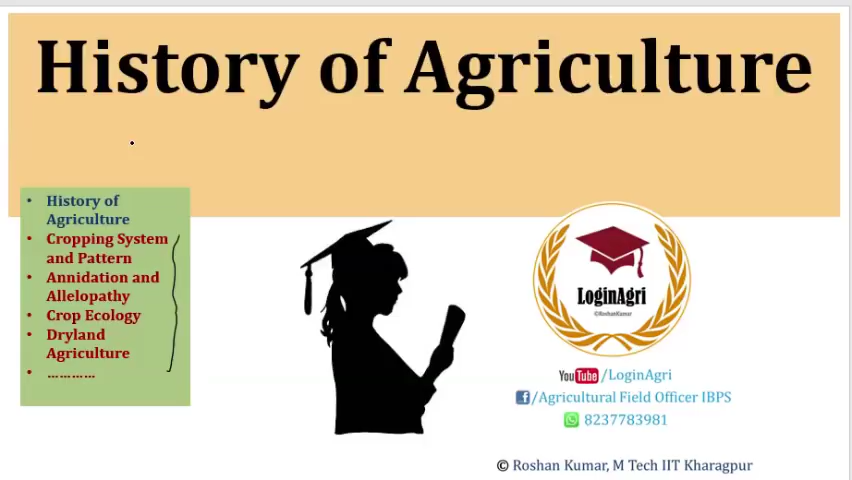 History of Agriculture
• History of
Agriculture
• Cropping System
and Pattern
• Annidation and
Allelopathy
• Crop Ecology
• Dryland
Agriculture
• …………
LoginAgri
©RoshanKumar
YouTube/LoginAgri
f/Agricultural Field Officer IBPS
8237783981
© Roshan Kumar, M Tech IIT Kharagpur